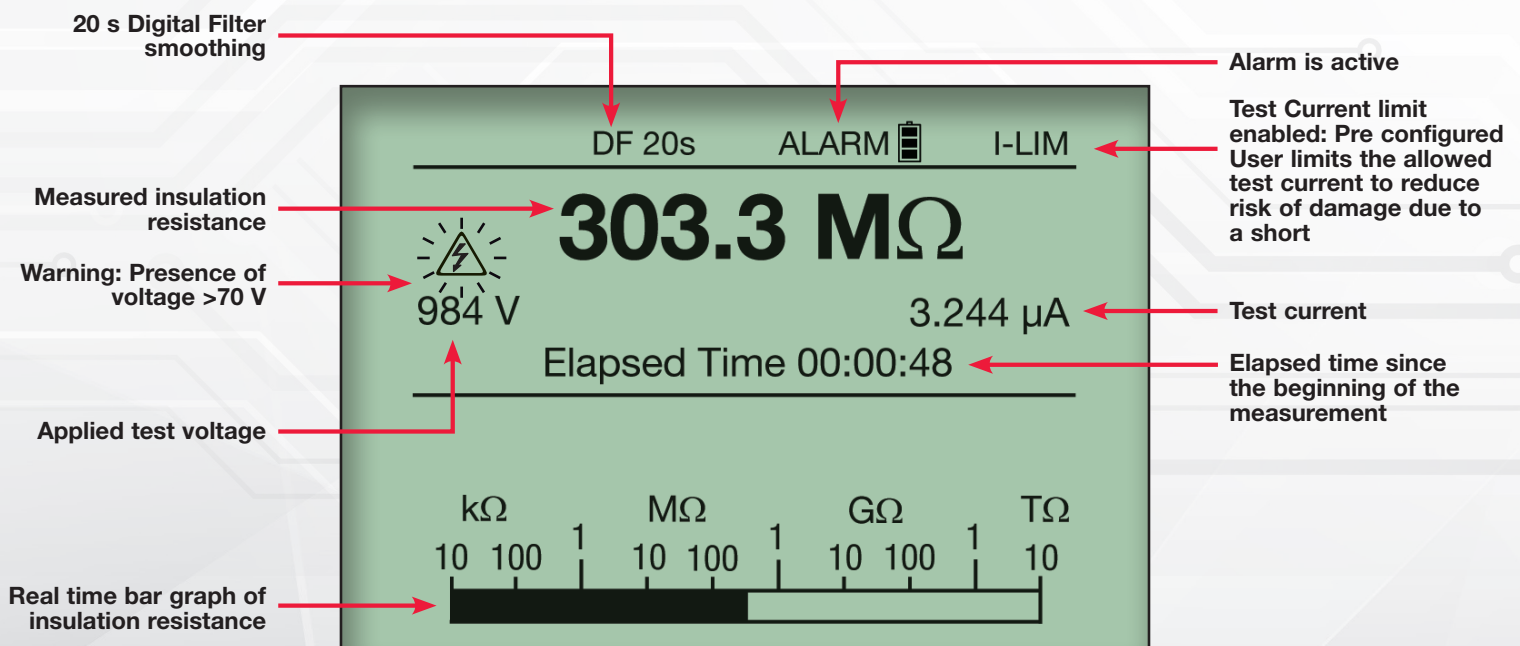 20 s Digital Filter
smoothing
Alarm is active
Test Current limit
enabled: Pre configured
User limits the allowed
test current to reduce
risk of damage due to
a short
DF 20s ALARM I-LIM
Measured insulation
resistance
303.3 MΩ
Warning: Presence of
voltage >70 V
984 V 3.244 µA
Test current
Elapsed Time 00:00:48
Elapsed time since
the beginning of the
measurement
Applied test voltage
kΩ MΩ GΩ TΩ
10 100 1 10 100 1 10 100 1 10
Real time bar graph of
insulation resistance